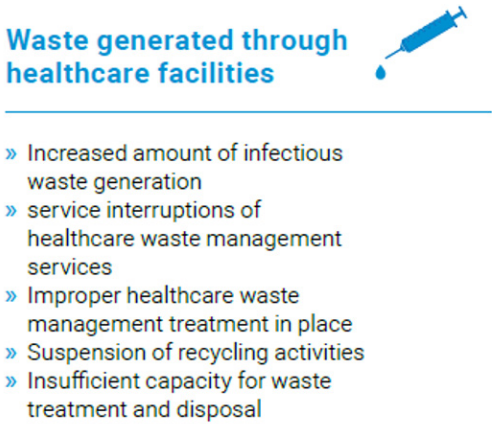 Waste generated through
healthcare facilities
» Increased amount of infectious
waste generation
» service interruptions of
healthcare waste management
services
» Improper healthcare waste
management treatment in place
» Suspension of recycling activities
» Insufficient capacity for waste
treatment and disposal